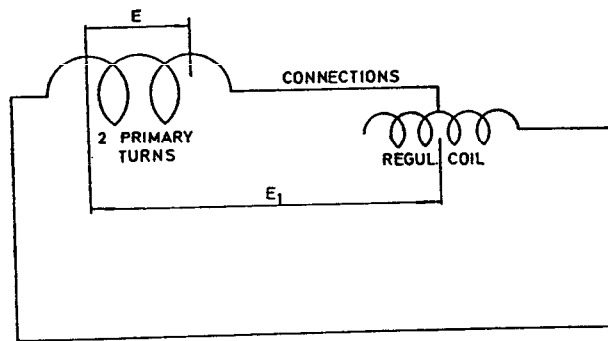 E
CONNECTIONS
2 PRIMARY
TURNS
REGUL. COIL
E1